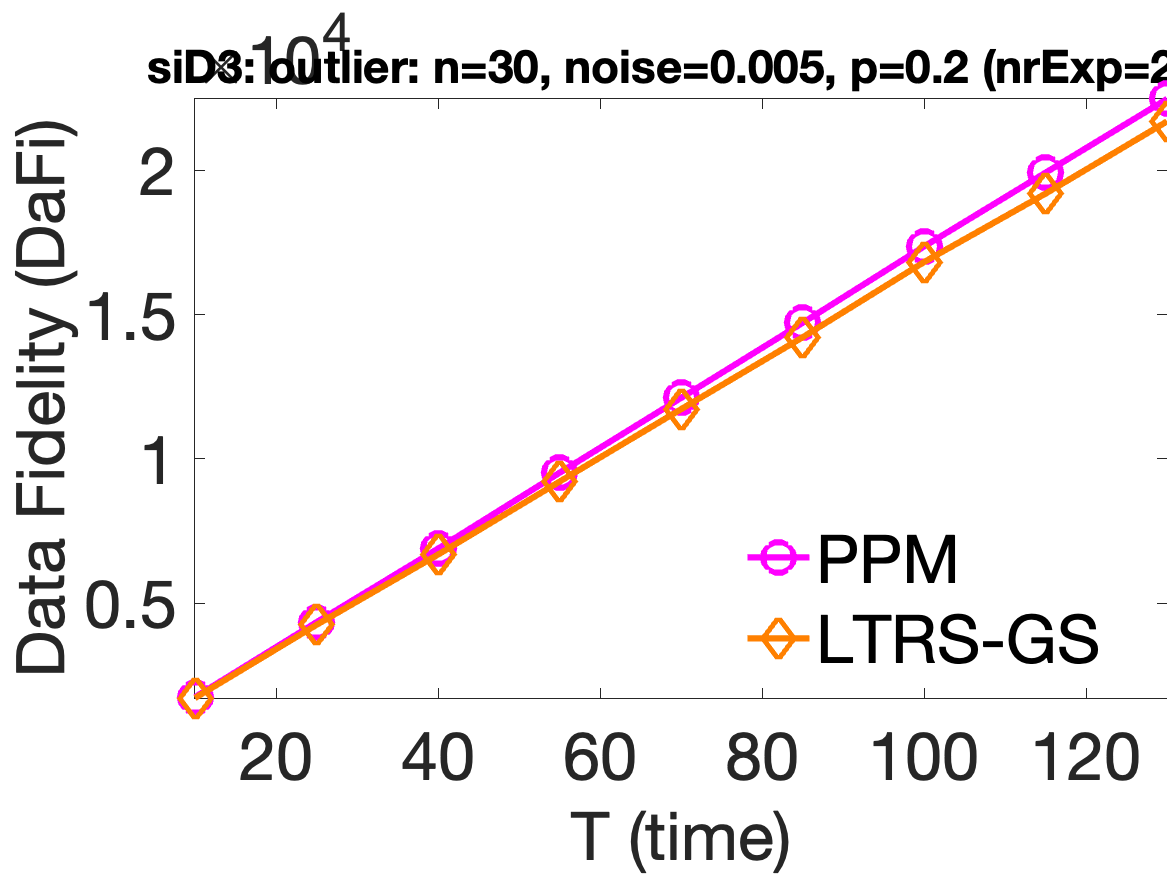 × 10^4
siD3: outlier: n=30, noise=0.005, p=0.2 (nrExp=2
Data Fidelity (DaFi)
2
1.5
1
0.5
PPM
LTRS-GS
20 40 60 80 100 120
T (time)